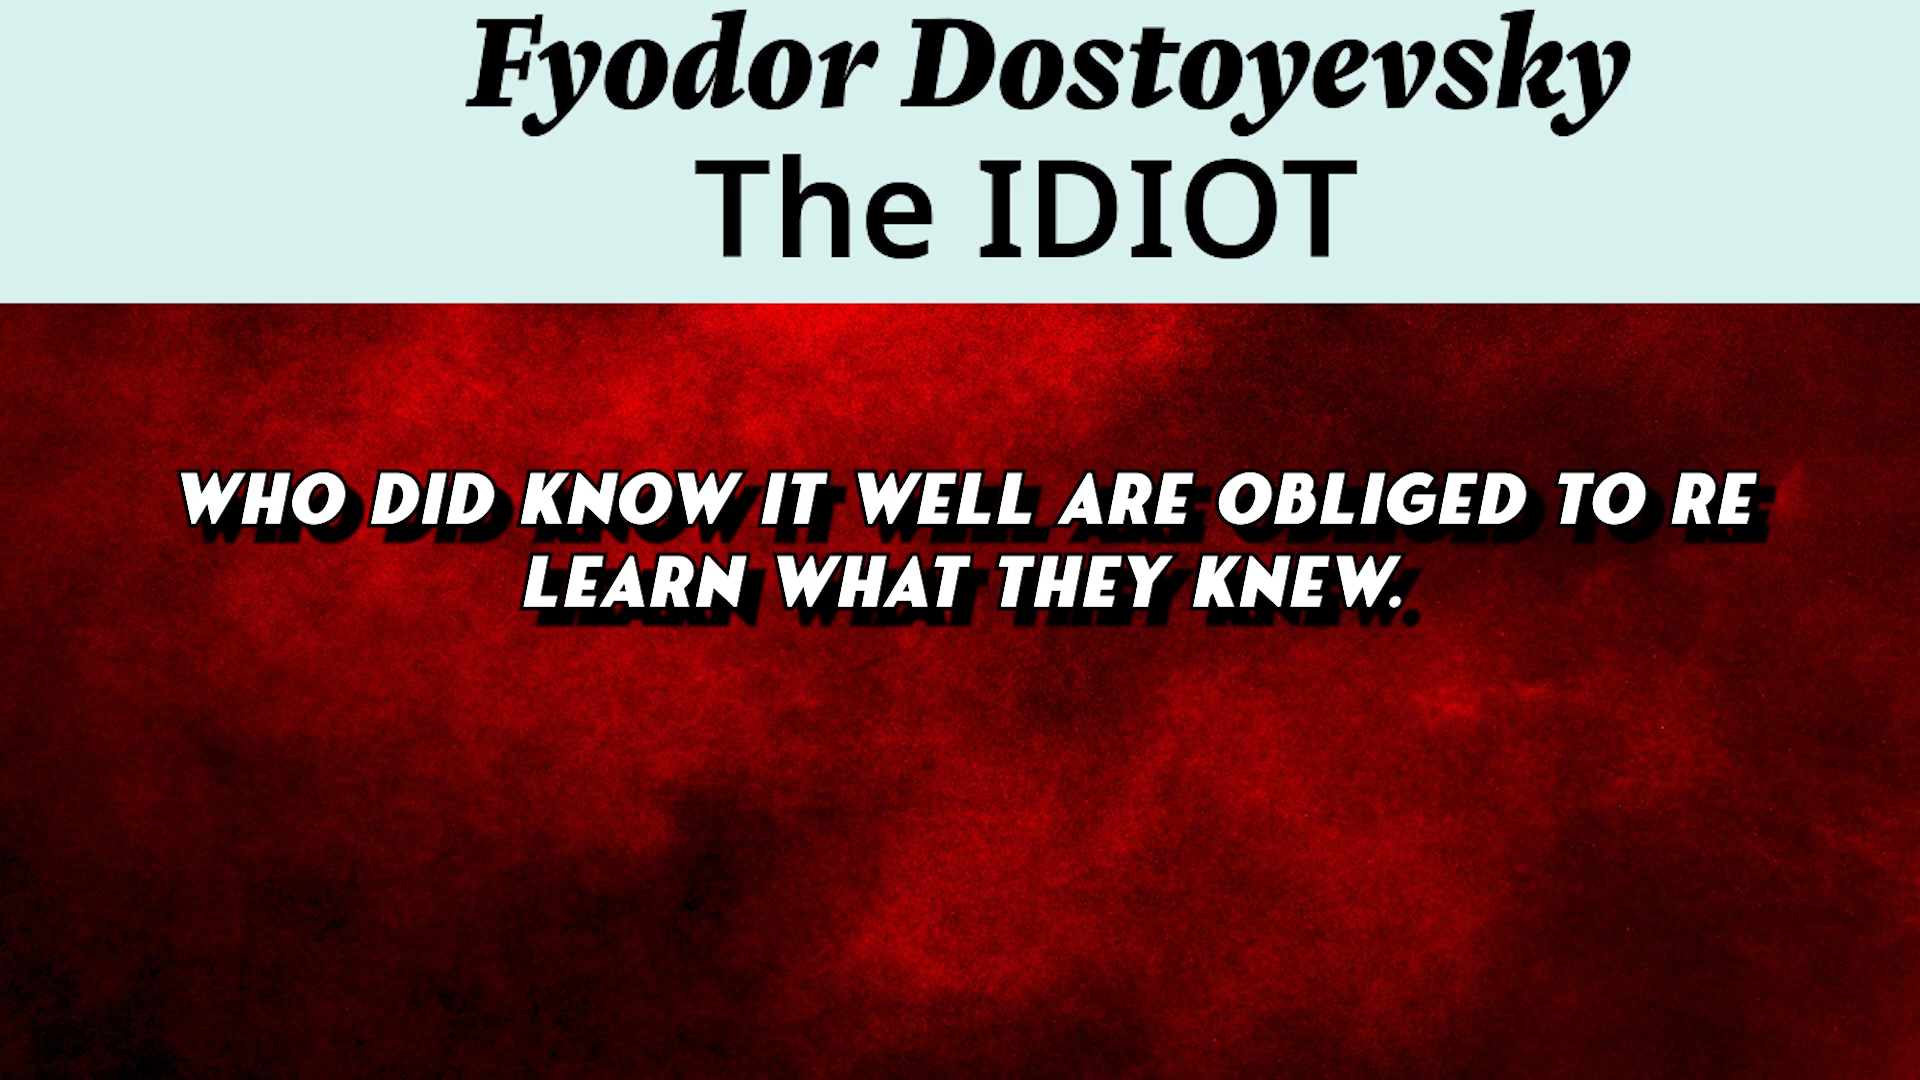 Fyodor Dostoyevsky
The IDIOT
WHO DID KNOW IT WELL ARE OBLIGED TO RE
LEARN WHAT THEY KNEW.